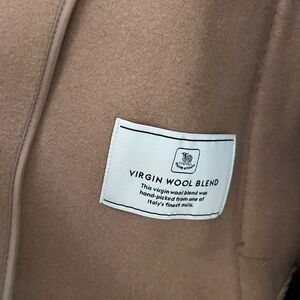 VIRGIN WOOL BLEND
This virgin wool blend was
hand-picked from one of
Italy's finest mills.